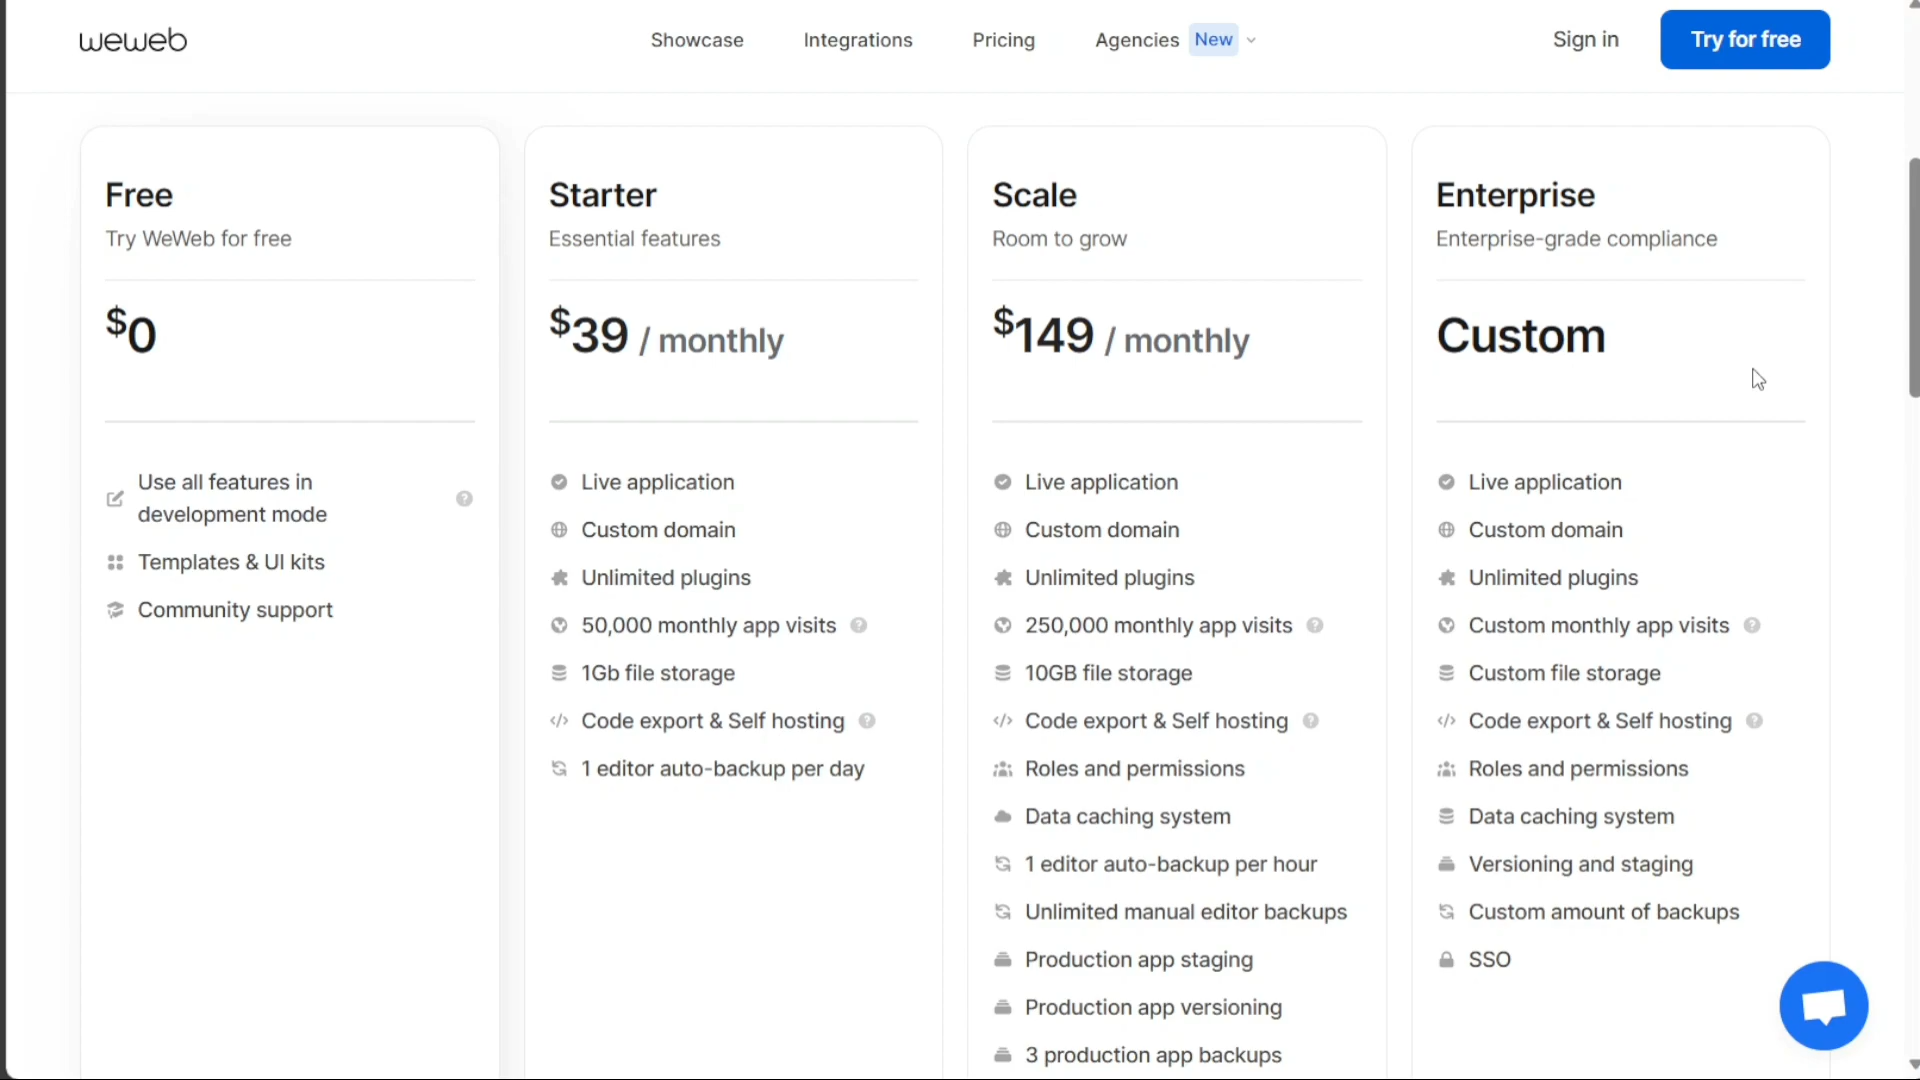 weweb
Showcase
Integrations
Pricing
Agencies New
Sign in
Try for free
Free
Try WeWeb for free
$0
Use all features in
development mode
Templates & UI kits
Community support
Starter
Essential features
$39 / monthly
Live application
Custom domain
Unlimited plugins
50,000 monthly app visits
1Gb file storage
Code export & Self hosting
1 editor auto-backup per day
Scale
Room to grow
$149 / monthly
Live application
Custom domain
Unlimited plugins
250,000 monthly app visits
10GB file storage
Code export & Self hosting
Roles and permissions
Data caching system
1 editor auto-backup per hour
Unlimited manual editor backups
Production app staging
Production app versioning
3 production app backups
Enterprise
Enterprise-grade compliance
Custom
Live application
Custom domain
Unlimited plugins
Custom monthly app visits
Custom file storage
Code export & Self hosting
Roles and permissions
Data caching system
Versioning and staging
Custom amount of backups
SSO